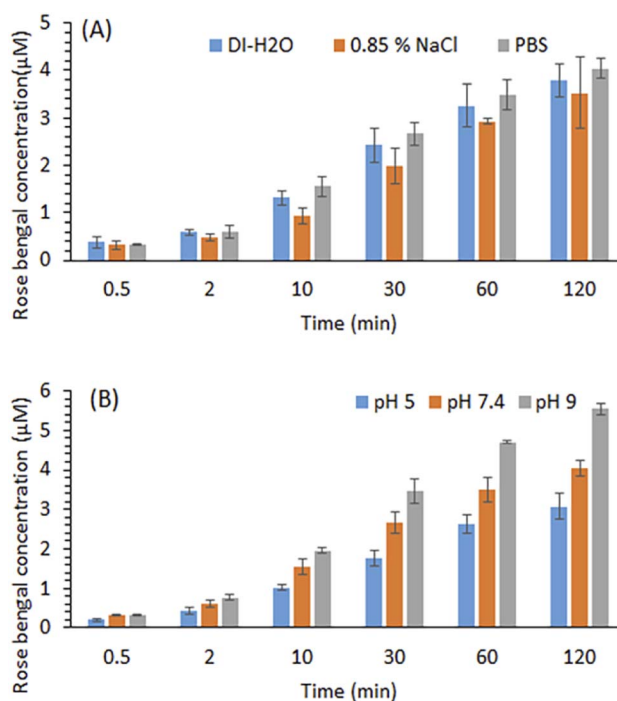 (A)
DI-H2O 0.85 % NaCl PBS
Rose bengal concentration(µM)
5
4
3
2
1
0
0.5 2 10 30 60 120
Time (min)
(B)
pH 5 pH 7.4 pH 9
Rose bengal concentration (µM)
6
5
4
3
2
1
0
0.5 2 10 30 60 120
Time (min)